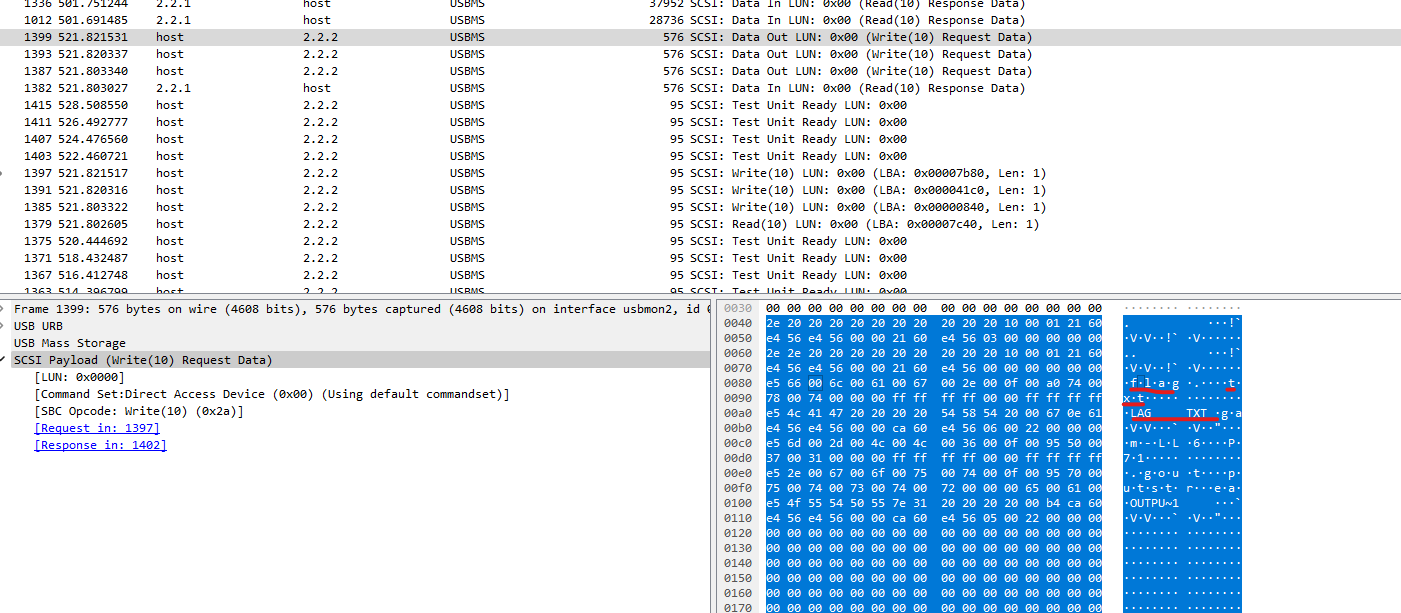 1336 501.751244 2.2.1 host USBMS 37952 SCSI: Data In LUN: 0x00 (Read(10) Response Data)
1012 501.691485 2.2.1 host USBMS 28736 SCSI: Data In LUN: 0x00 (Read(10) Response Data)
1399 521.821531 host 2.2.2 USBMS 576 SCSI: Data Out LUN: 0x00 (Write(10) Request Data)
1393 521.820337 host 2.2.2 USBMS 576 SCSI: Data Out LUN: 0x00 (Write(10) Request Data)
1387 521.803340 host 2.2.2 USBMS 576 SCSI: Data Out LUN: 0x00 (Write(10) Request Data)
1382 521.803027 2.2.1 host USBMS 576 SCSI: Data In LUN: 0x00 (Read(10) Response Data)
1415 528.508550 host 2.2.2 USBMS 95 SCSI: Test Unit Ready LUN: 0x00
1411 526.492777 host 2.2.2 USBMS 95 SCSI: Test Unit Ready LUN: 0x00
1407 524.476560 host 2.2.2 USBMS 95 SCSI: Test Unit Ready LUN: 0x00
1403 522.460721 host 2.2.2 USBMS 95 SCSI: Test Unit Ready LUN: 0x00
1397 521.821517 host 2.2.2 USBMS 95 SCSI: Write(10) LUN: 0x00 (LBA: 0x00007b80, Len: 1)
1391 521.820316 host 2.2.2 USBMS 95 SCSI: Write(10) LUN: 0x00 (LBA: 0x000041c0, Len: 1)
1385 521.803322 host 2.2.2 USBMS 95 SCSI: Write(10) LUN: 0x00 (LBA: 0x00000840, Len: 1)
1379 521.802605 host 2.2.2 USBMS 95 SCSI: Read(10) LUN: 0x00 (LBA: 0x00007c40, Len: 1)
1375 520.444692 host 2.2.2 USBMS 95 SCSI: Test Unit Ready LUN: 0x00
1371 518.432487 host 2.2.2 USBMS 95 SCSI: Test Unit Ready LUN: 0x00
1367 516.412748 host 2.2.2 USBMS 95 SCSI: Test Unit Ready LUN: 0x00
1363 514.396799 host 2.2.2 USBMS 95 SCSI: Test Unit Ready LUN: 0x00
Frame 1399: 576 bytes on wire (4608 bits), 576 bytes captured (4608 bits) on interface usbmon2, id
USB URB
USB Mass Storage
SCSI Payload (Write(10) Request Data)
[LUN: 0x0000]
[Command Set:Direct Access Device (0x00) (Using default commandset)]
[SBC Opcode: Write(10) (0x2a)]
[Request in: 1397]
[Response in: 1402]
0030 00 00 00 00 00 00 00 00 00 00 00 00 00 00 00 00 ········ ········
0040 2e 20 20 20 20 20 20 20 20 20 20 10 00 01 21 60 . ···!`
0050 e4 56 e4 56 00 00 21 60 e4 56 03 00 00 00 00 00 ·V·V··!` ·V······
0060 2e 2e 20 20 20 20 20 20 20 20 20 10 00 01 21 60 .. ···!`
0070 e4 56 e4 56 00 00 21 60 e4 56 00 00 00 00 00 00 ·V·V··!` ·V······
0080 e5 66 00 6c 00 61 00 67 00 2e 00 0f 00 a0 74 00 ·f·l·a·g ·.····t·
0090 78 00 74 00 00 00 ff ff ff ff 00 00 ff ff ff ff x·t····· ········
00a0 e5 4c 41 47 20 20 20 20 54 58 54 20 00 67 0e 61 ·LAG TXT ·g·a
00b0 e4 56 e4 56 00 00 ca 60 e4 56 06 00 22 00 00 00 ·V·V···` ·V··"···
00c0 e5 6d 00 2d 00 4c 00 4c 00 36 00 0f 00 95 50 00 ·m·-·L·L ·6····P·
00d0 37 00 31 00 00 00 ff ff ff ff 00 00 ff ff ff ff 7·1····· ········
00e0 e5 2e 00 67 00 6f 00 75 00 74 00 0f 00 95 70 00 ·.·g·o·u ·t····p·
00f0 75 00 74 00 73 00 74 00 72 00 00 00 65 00 61 00 u·t·s·t· r···e·a·
0100 e5 4f 55 54 50 55 7e 31 20 20 20 20 00 b4 ca 60 ·OUTPU~1 ···`
0110 e4 56 e4 56 00 00 ca 60 e4 56 05 00 22 00 00 00 ·V·V···` ·V··"···
0120 00 00 00 00 00 00 00 00 00 00 00 00 00 00 00 00 ········ ········
0130 00 00 00 00 00 00 00 00 00 00 00 00 00 00 00 00 ········ ········
0140 00 00 00 00 00 00 00 00 00 00 00 00 00 00 00 00 ········ ········
0150 00 00 00 00 00 00 00 00 00 00 00 00 00 00 00 00 ········ ········
0160 00 00 00 00 00 00 00 00 00 00 00 00 00 00 00 00 ········ ········
0170 00 00 00 00 00 00 00 00 00 00 00 00 00 00 00 00 ········ ········